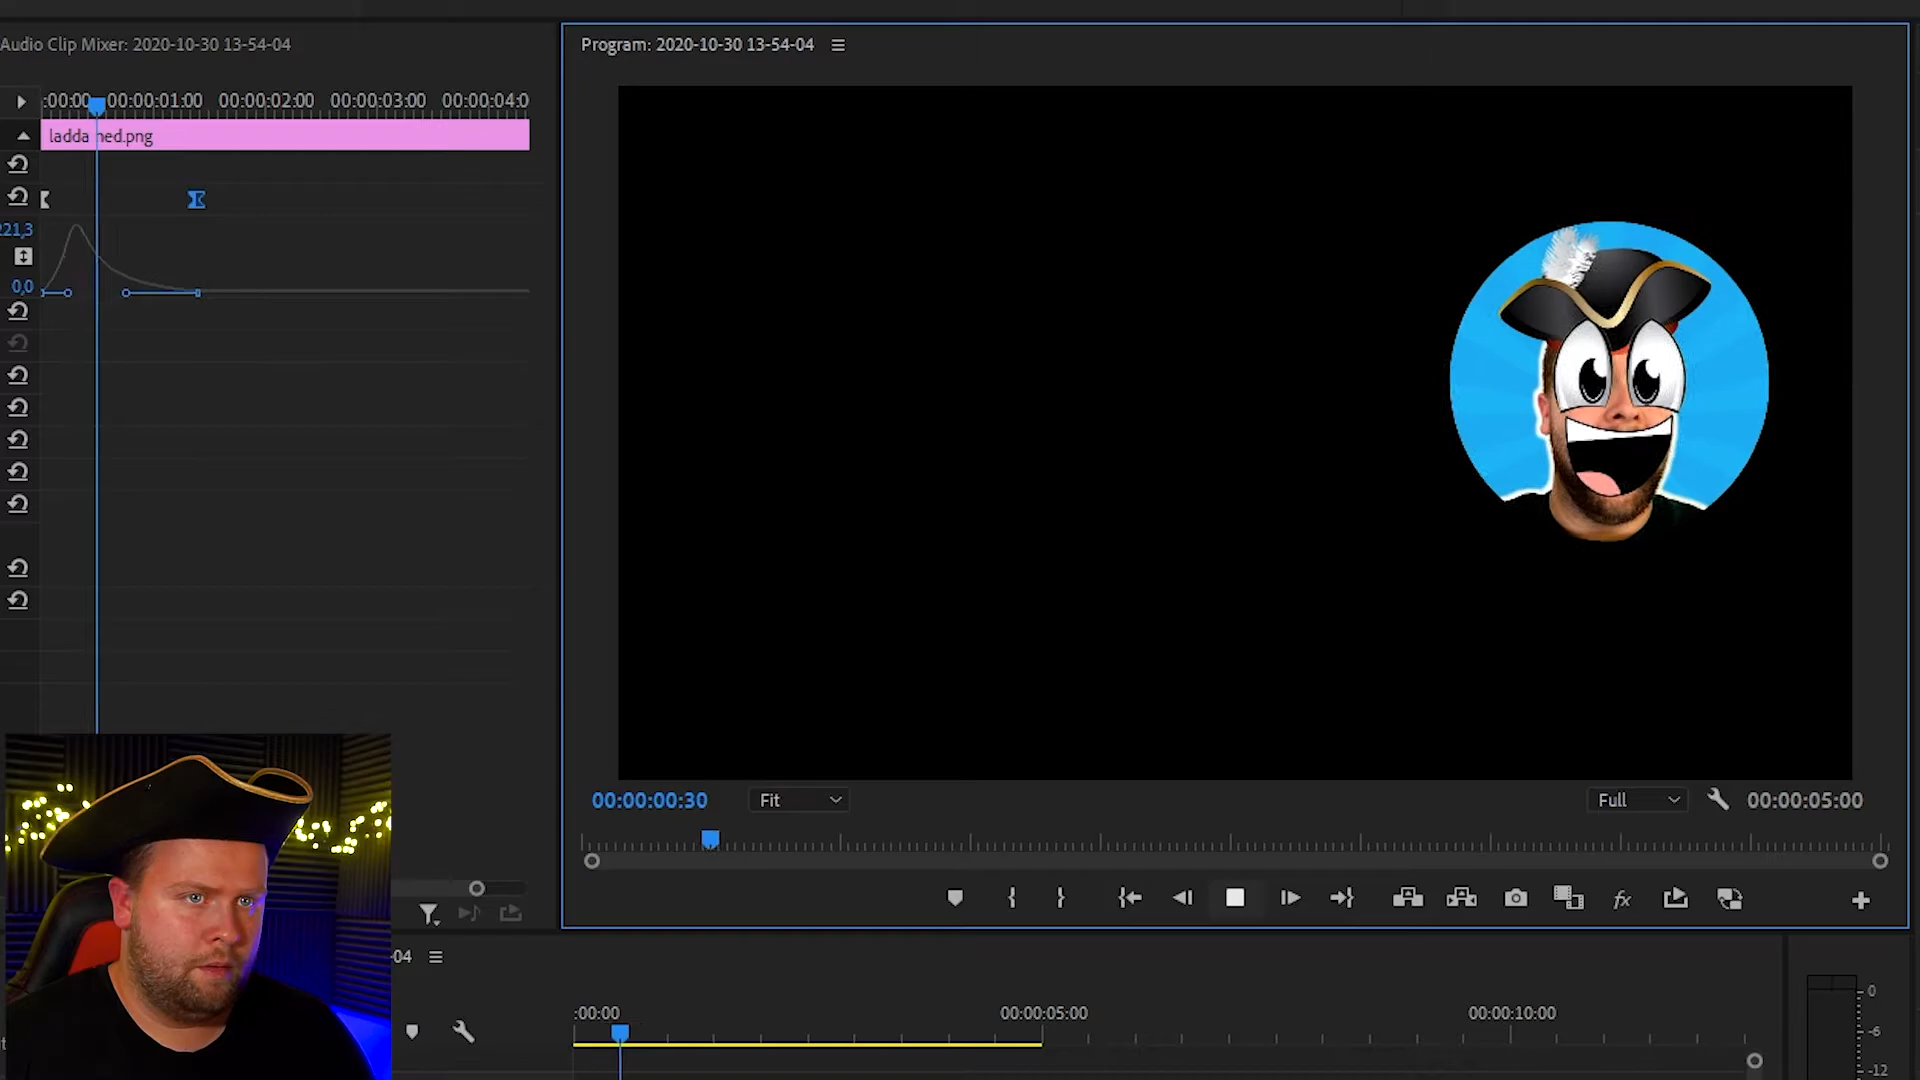 Audio Clip Mixer: 2020-10-30 13-54-04
Program: 2020-10-30 13-54-04
:00:00 00:00:01:00 00:00:02:00 00:00:03:00 00:00:04:0
ladda ned.png
221,3
0,0
00:00:00:30 Fit Full 00:00:05:00
fx
-04
:00:00 00:00:05:00 00:00:10:00
0
-6
-12